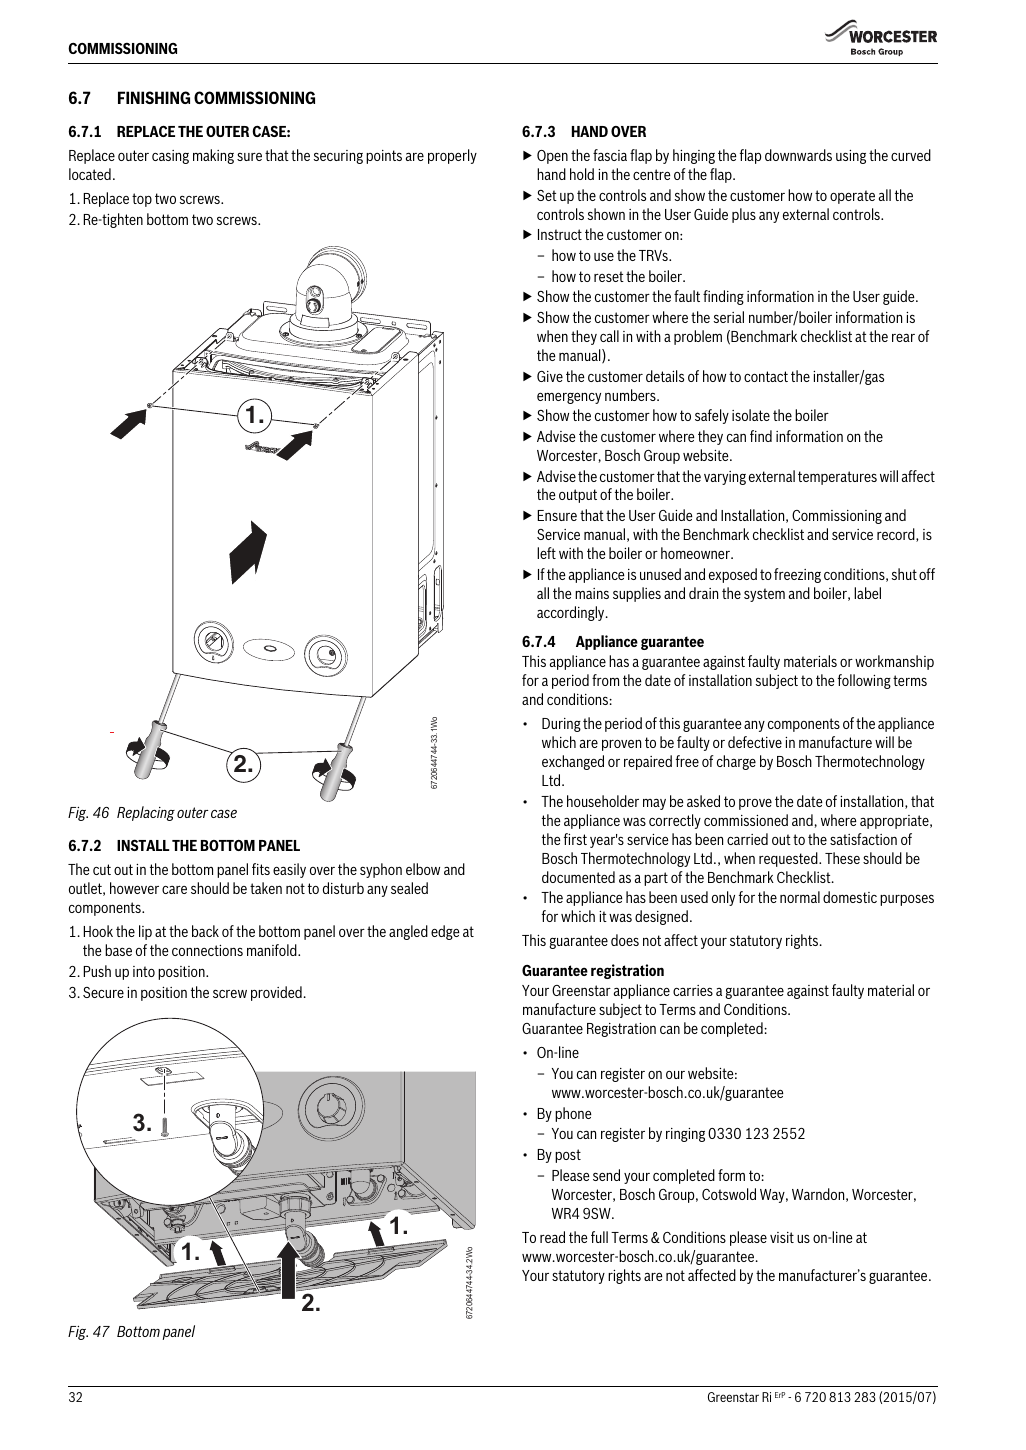 COMMISSIONING
WORCESTER
Bosch Group
6.7 FINISHING COMMISSIONING
6.7.1 REPLACE THE OUTER CASE:
Replace outer casing making sure that the securing points are properly
located.
1. Replace top two screws.
2. Re-tighten bottom two screws.
1.
2.
6720644744-33.1Wo
Fig. 46 Replacing outer case
6.7.2 INSTALL THE BOTTOM PANEL
The cut out in the bottom panel fits easily over the syphon elbow and
outlet, however care should be taken not to disturb any sealed
components.
1. Hook the lip at the back of the bottom panel over the angled edge at
the base of the connections manifold.
2. Push up into position.
3. Secure in position the screw provided.
3.
1.
1.
2.
6720644744-34.2Wo
Fig. 47 Bottom panel
6.7.3 HAND OVER
▶ Open the fascia flap by hinging the flap downwards using the curved
hand hold in the centre of the flap.
▶ Set up the controls and show the customer how to operate all the
controls shown in the User Guide plus any external controls.
▶ Instruct the customer on:
– how to use the TRVs.
– how to reset the boiler.
▶ Show the customer the fault finding information in the User guide.
▶ Show the customer where the serial number/boiler information is
when they call in with a problem (Benchmark checklist at the rear of
the manual).
▶ Give the customer details of how to contact the installer/gas
emergency numbers.
▶ Show the customer how to safely isolate the boiler
▶ Advise the customer where they can find information on the
Worcester, Bosch Group website.
▶ Advise the customer that the varying external temperatures will affect
the output of the boiler.
▶ Ensure that the User Guide and Installation, Commissioning and
Service manual, with the Benchmark checklist and service record, is
left with the boiler or homeowner.
▶ If the appliance is unused and exposed to freezing conditions, shut off
all the mains supplies and drain the system and boiler, label
accordingly.
6.7.4 Appliance guarantee
This appliance has a guarantee against faulty materials or workmanship
for a period from the date of installation subject to the following terms
and conditions:
• During the period of this guarantee any components of the appliance
which are proven to be faulty or defective in manufacture will be
exchanged or repaired free of charge by Bosch Thermotechnology
Ltd.
• The householder may be asked to prove the date of installation, that
the appliance was correctly commissioned and, where appropriate,
the first year's service has been carried out to the satisfaction of
Bosch Thermotechnology Ltd., when requested. These should be
documented as a part of the Benchmark Checklist.
• The appliance has been used only for the normal domestic purposes
for which it was designed.
This guarantee does not affect your statutory rights.
Guarantee registration
Your Greenstar appliance carries a guarantee against faulty material or
manufacture subject to Terms and Conditions.
Guarantee Registration can be completed:
• On-line
– You can register on our website:
www.worcester-bosch.co.uk/guarantee
• By phone
– You can register by ringing 0330 123 2552
• By post
– Please send your completed form to:
Worcester, Bosch Group, Cotswold Way, Warndon, Worcester,
WR4 9SW.
To read the full Terms & Conditions please visit us on-line at
www.worcester-bosch.co.uk/guarantee.
Your statutory rights are not affected by the manufacturer's guarantee.
32
Greenstar Ri ErP - 6 720 813 283 (2015/07)